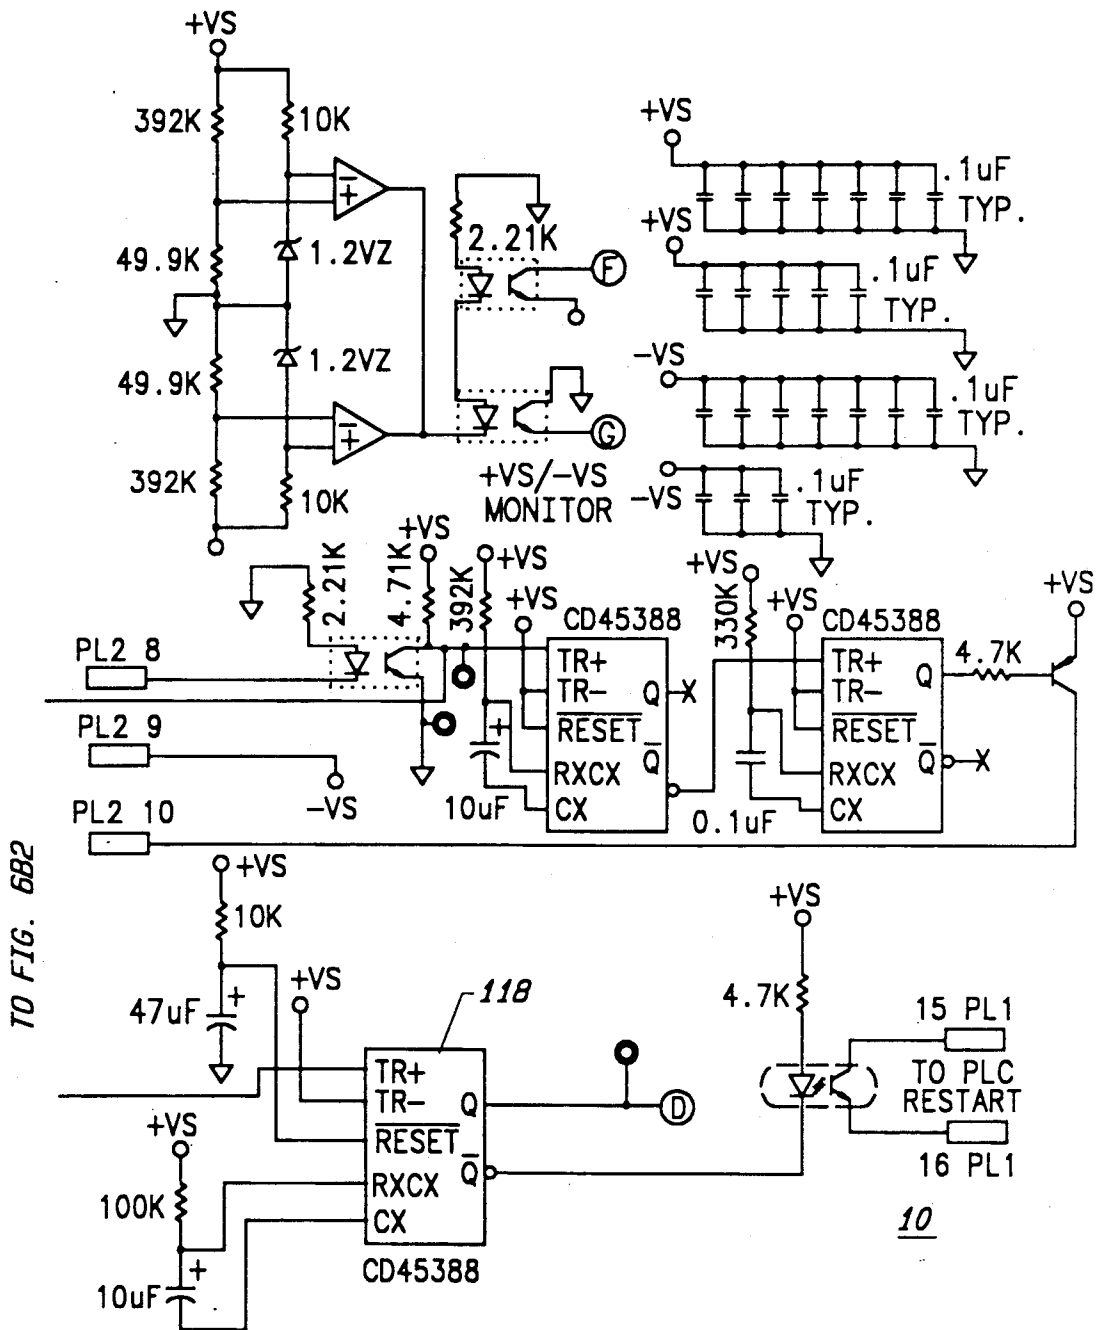 +VS
392K
10K
49.9K
1.2VZ
49.9K
1.2VZ
392K
10K
2.21K
F
G
+VS/-VS
MONITOR
+VS
.1uF
TYP.
+VS
.1uF
TYP.
-VS
.1uF
TYP.
-VS
.1uF
TYP.
2.21K
4.71K
+VS
392K
+VS
+VS
CD45388
TR+
TR-
RESET
RXCX
CX
Q
Q
X
10uF
+
+VS
330K
+VS
CD45388
TR+
TR-
RESET
RXCX
CX
Q
Q
X
0.1uF
4.7K
+VS
PL2 8
PL2 9
-VS
PL2 10
TO FIG. 6B2
+VS
10K
47uF
+
+VS
118
TR+
TR-
RESET
RXCX
CX
Q
Q
CD45388
+VS
100K
+
10uF
D
+VS
4.7K
15 PL1
TO PLC
RESTART
16 PL1
10